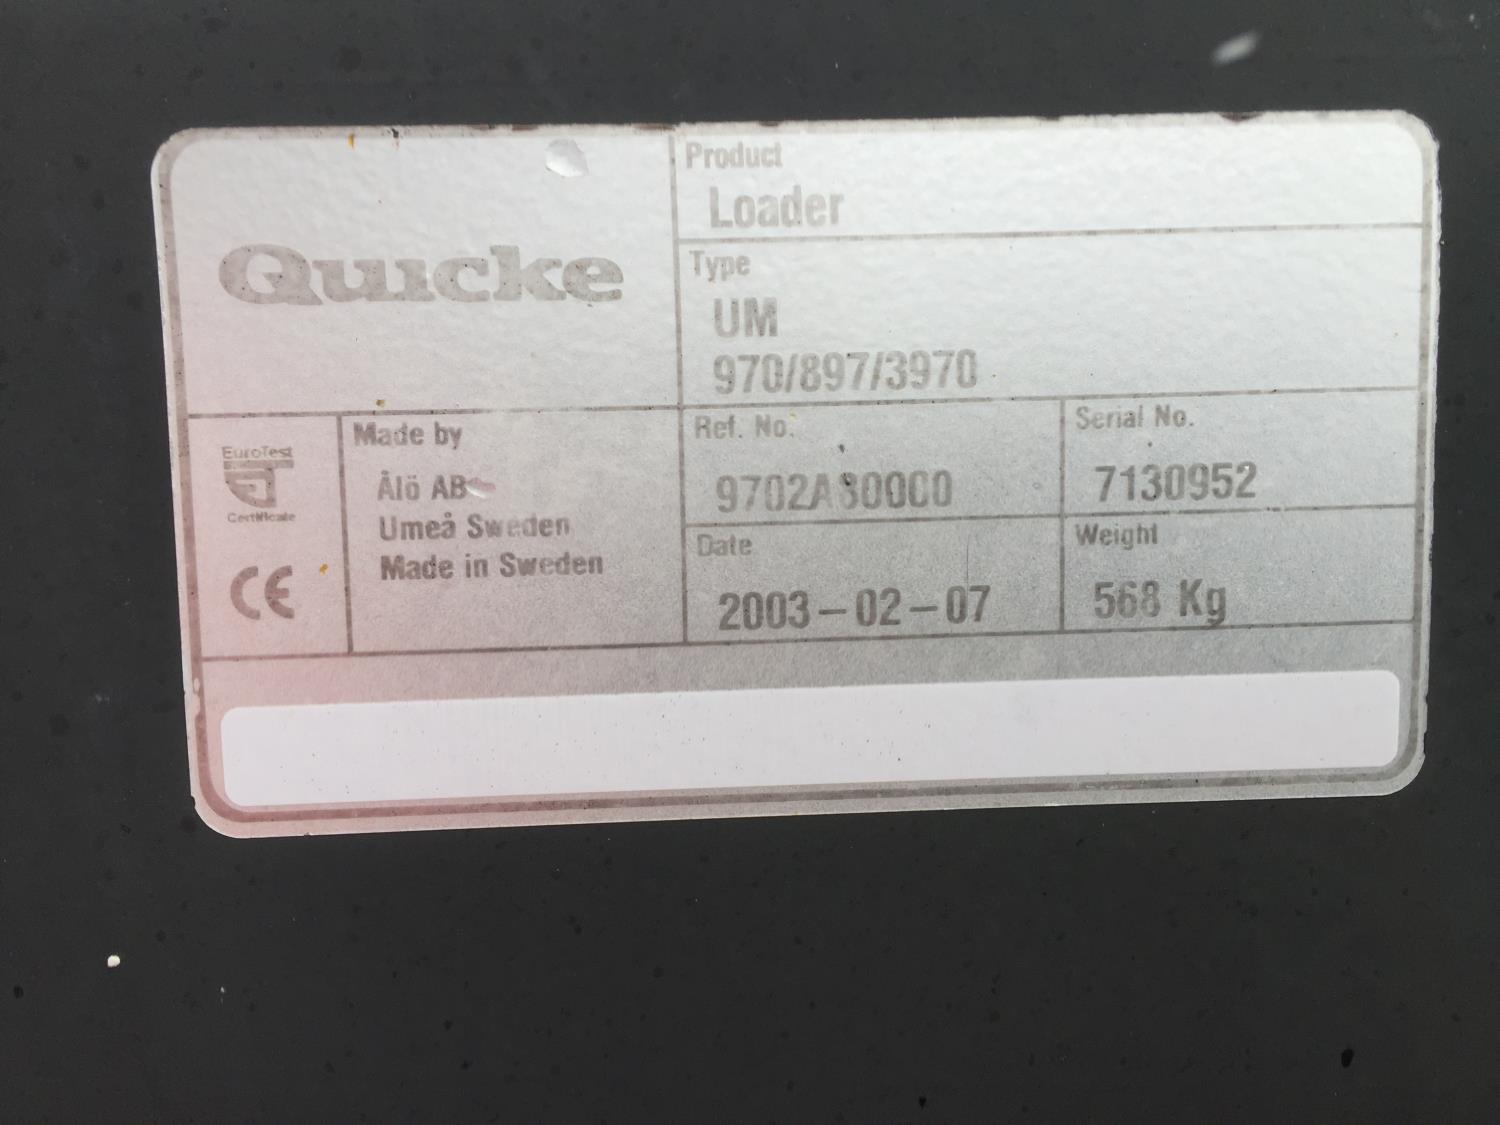 Quicke
Product
Loader
Type
UM
970/897/3970
EuroTest
Certificate
CE
Made by
Ålö AB
Umeå Sweden
Made in Sweden
Ref. No.
Serial No.
7130952
Date
2003-02-07
Weight
568 Kg